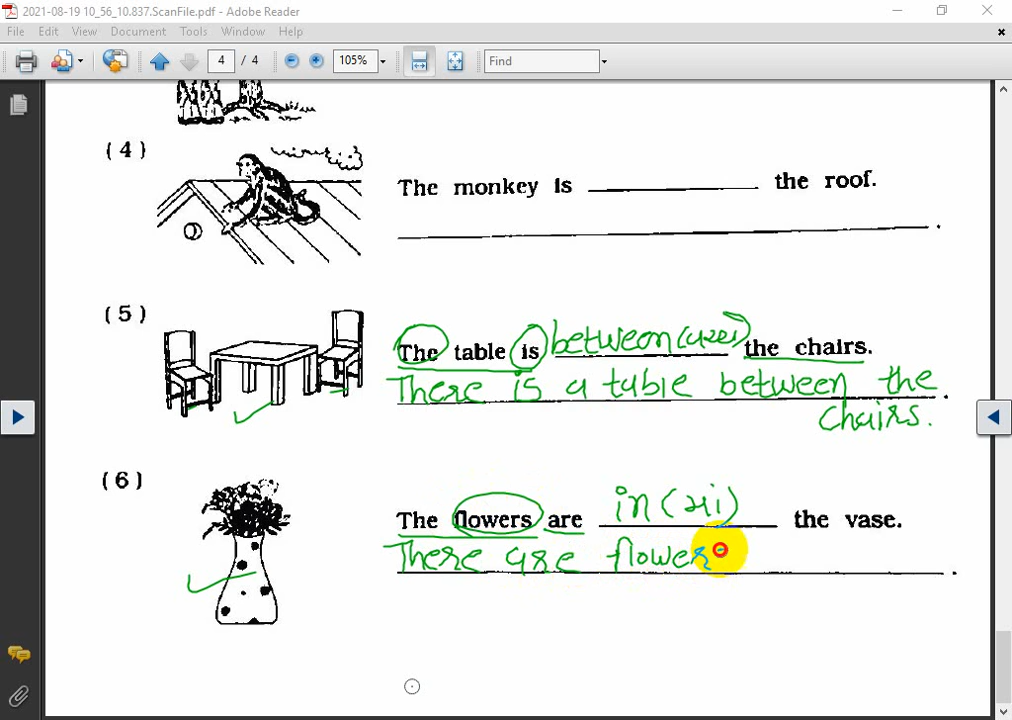 2021-08-19 10_56_10.837.ScanFile.pdf - Adobe Reader
File Edit View Document Tools Window Help
4 / 4 105% Find
(4)
The monkey is the roof.
.
(5)
between
The table is the chairs.
There is a table between the
chairs.
.
(6)
in
The flowers are the vase.
There are flower
.